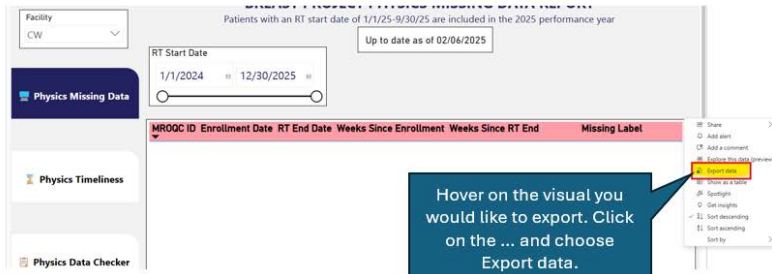 BREAST PROJECT PHYSICS MISSING DATA REPORT
Patients with an RT start date of 1/1/25-9/30/25 are included in the 2025 performance year
Facility
CW
Up to date as of 02/06/2025
RT Start Date
1/1/2024
12/30/2025
Physics Missing Data
MROQC ID Enrollment Date RT End Date Weeks Since Enrollment Weeks Since RT End Missing Label
Physics Timeliness
Physics Data Checker
Share
Add alert
Add a comment
Explore this data (preview
Export data
Show as a table
Spotlight
Get insights
Sort descending
Sort ascending
Sort by
Hover on the visual you
would like to export. Click
on the ... and choose
Export data.